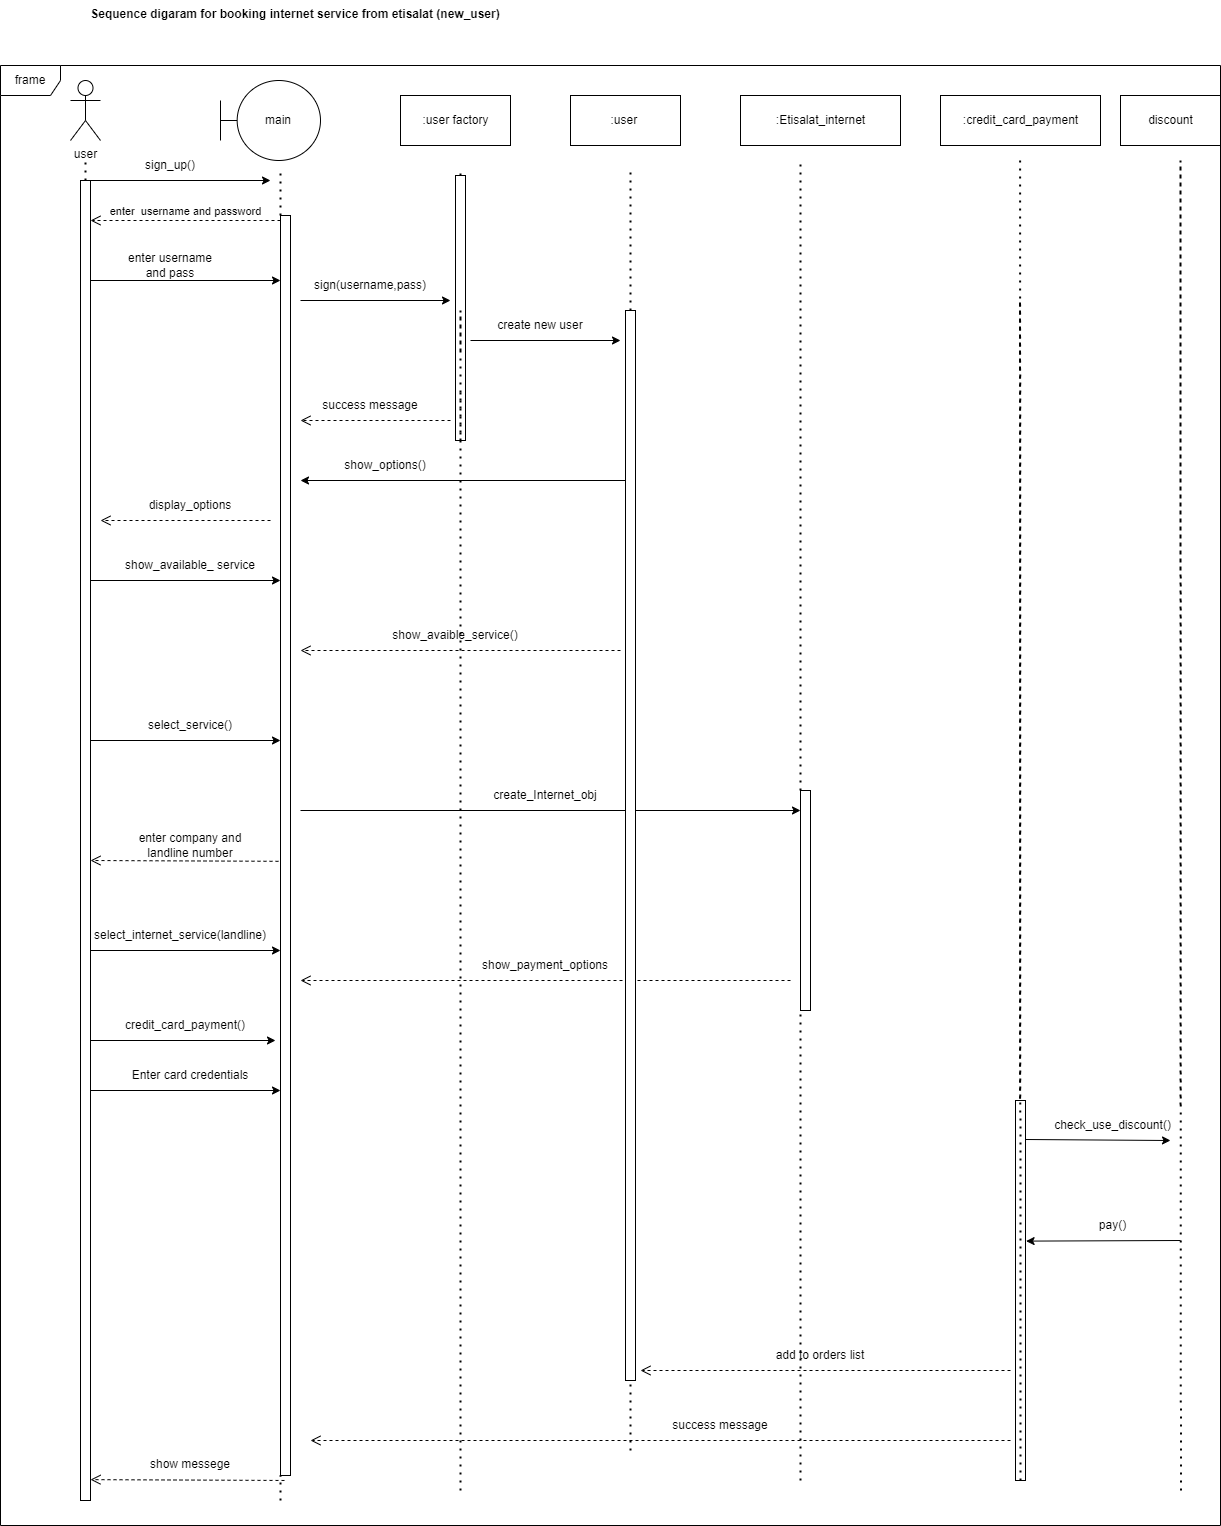 Sequence digaram for booking internet service from etisalat (new_user)
frame
main
:user factory
:user
:Etisalat_internet
:credit_card_payment
discount
user
sign_up()
enter username and password
enter username
and pass
sign(username,pass)
create new user
success message
show_options()
display_options
show_available_ service
show_avaible_service()
select_service()
create_Internet_obj
enter company and
landline number
select_internet_service(landline)
show_payment_options
credit_card_payment()
Enter card credentials
check_use_discount()
pay()
add to orders list
success message
show messege